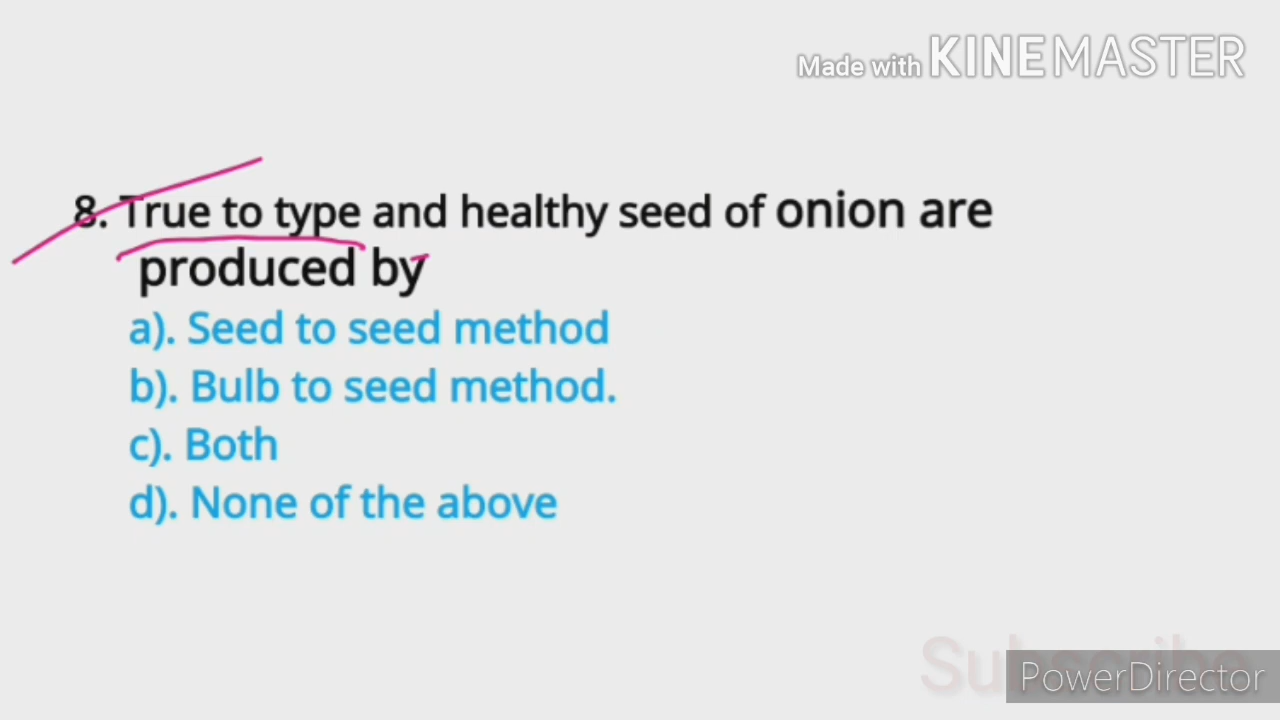 Made with KINEMASTER
8. True to type and healthy seed of onion are
produced by
a). Seed to seed method
b). Bulb to seed method.
c). Both
d). None of the above
Subscribe
PowerDirector